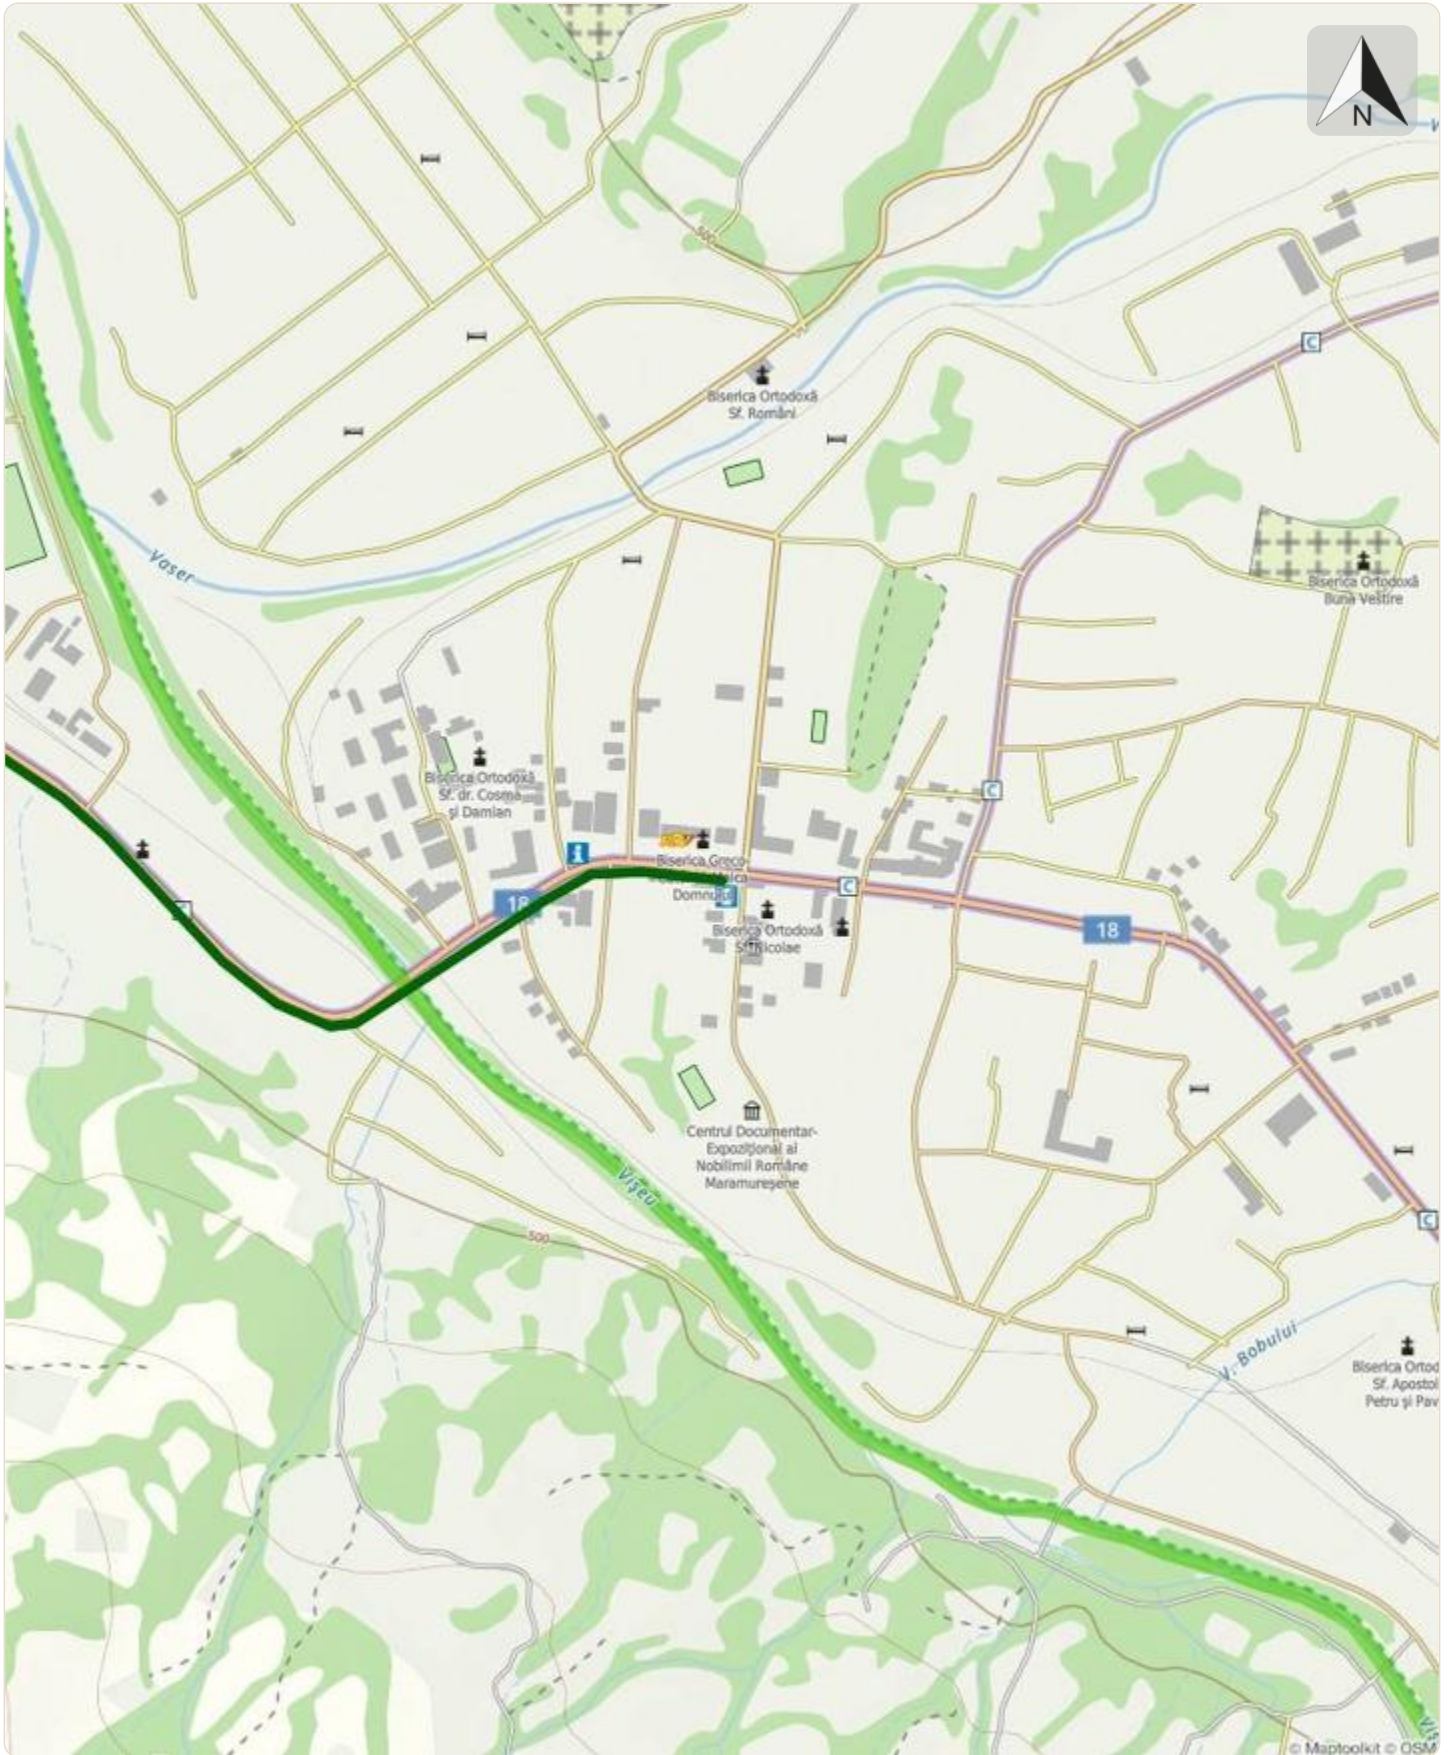 N
500
Biserica Ortodoxă
Sf. Români
Vaser
Biserica Ortodoxă
Buna Vestire
Biserica Ortodoxă
Sf. dr. Cosma
și Damian
C
C
C
C
C
18
Biserica Greco-
Domnului
Biserica Ortodoxă
Sf. Nicolae
18
Centrul Documentar-
Expozițional al
Nobilimii Române
Maramureșene
Vișeu
500
V. Bobului
Biserica Ortod
Sf. Apostol
Petru și Pav
Viș
© Maptoolkit © OSM